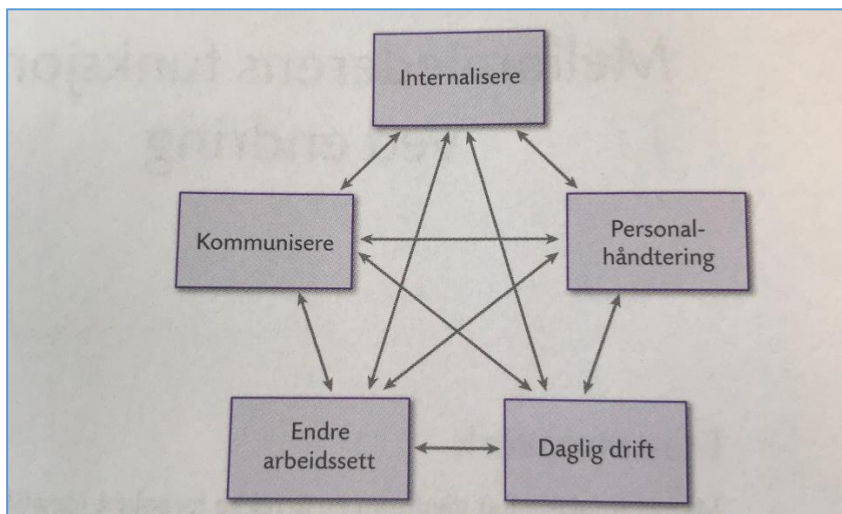 Internalisere
Kommunisere
Personal-
håndtering
Endre
arbeidssett
Daglig drift